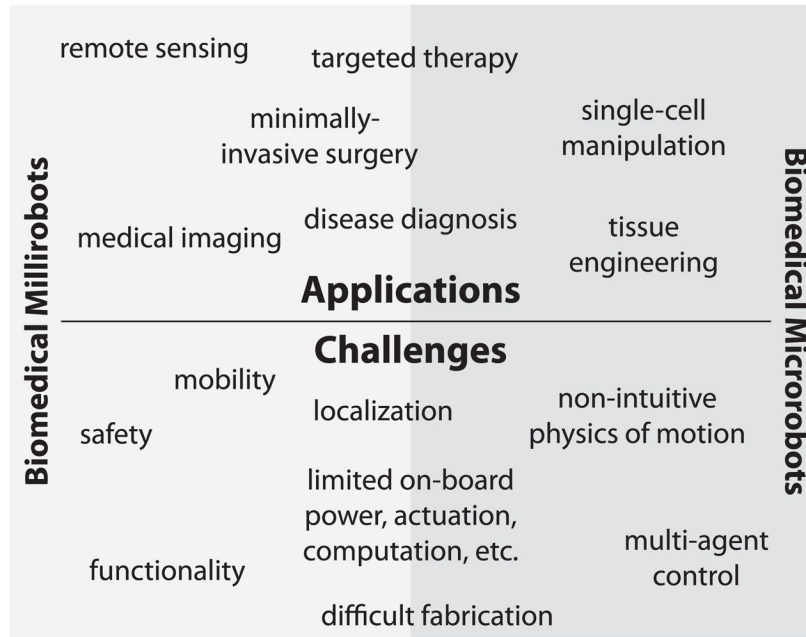 remote sensing
targeted therapy
minimally-
invasive surgery
single-cell
manipulation
medical imaging
disease diagnosis
tissue
engineering
Applications
Biomedical Millirobots
Biomedical Microrobots
Challenges
mobility
safety
localization
non-intuitive
physics of motion
limited on-board
power, actuation,
computation, etc.
functionality
multi-agent
control
difficult fabrication